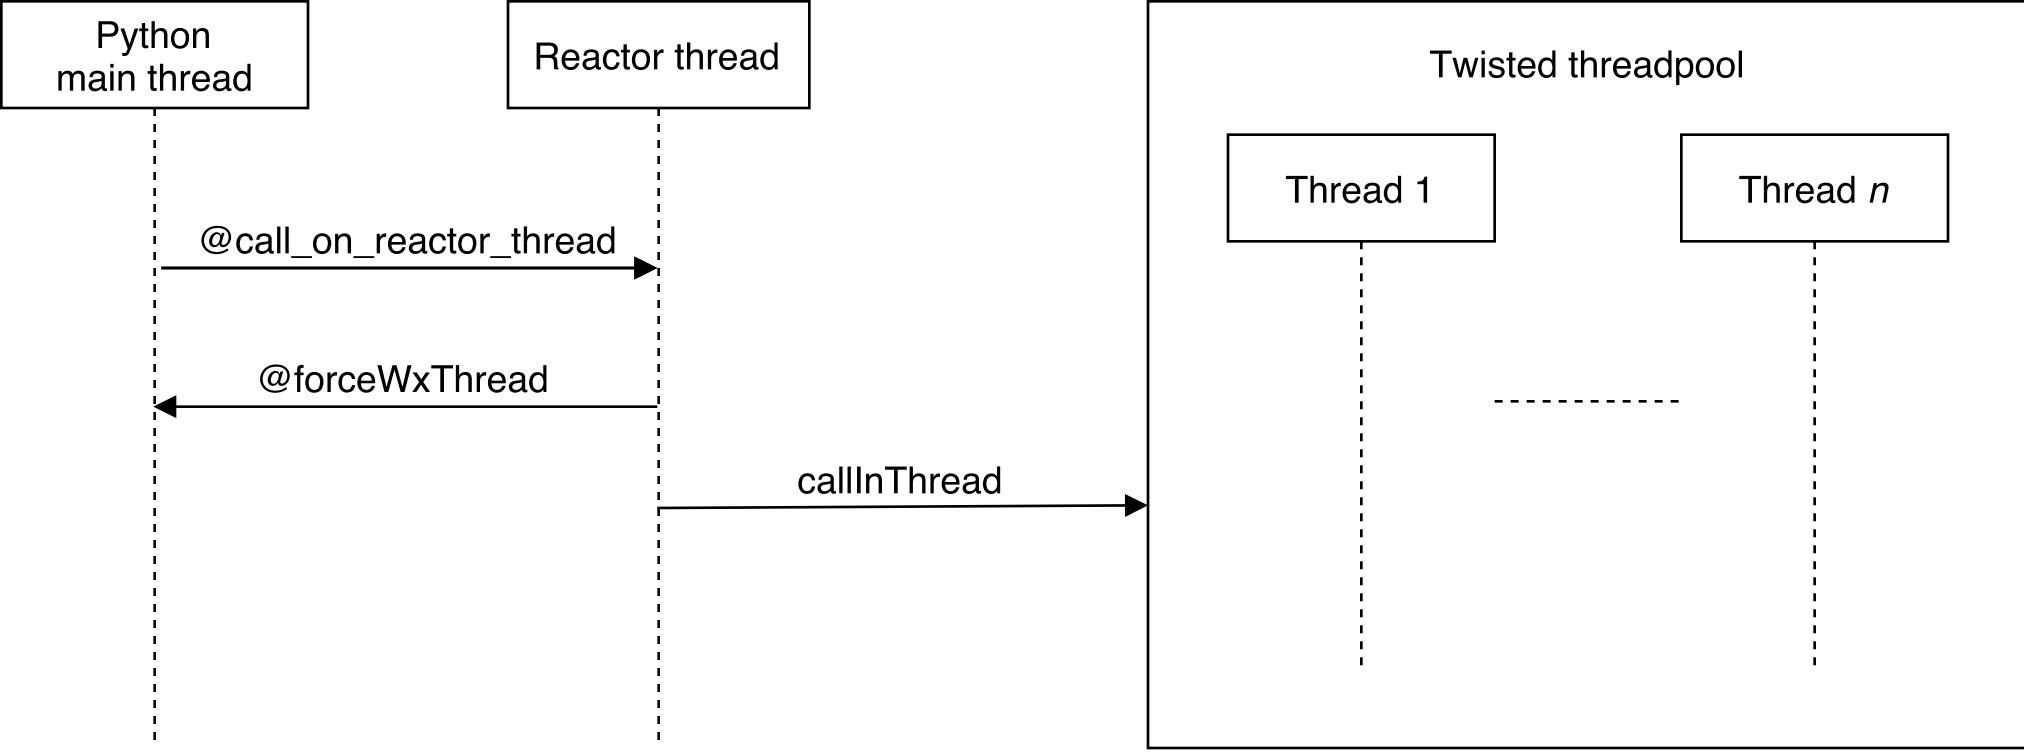 Python
main thread
Reactor thread
Twisted threadpool
Thread 1
Thread n
@call_on_reactor_thread
@forceWxThread
callInThread